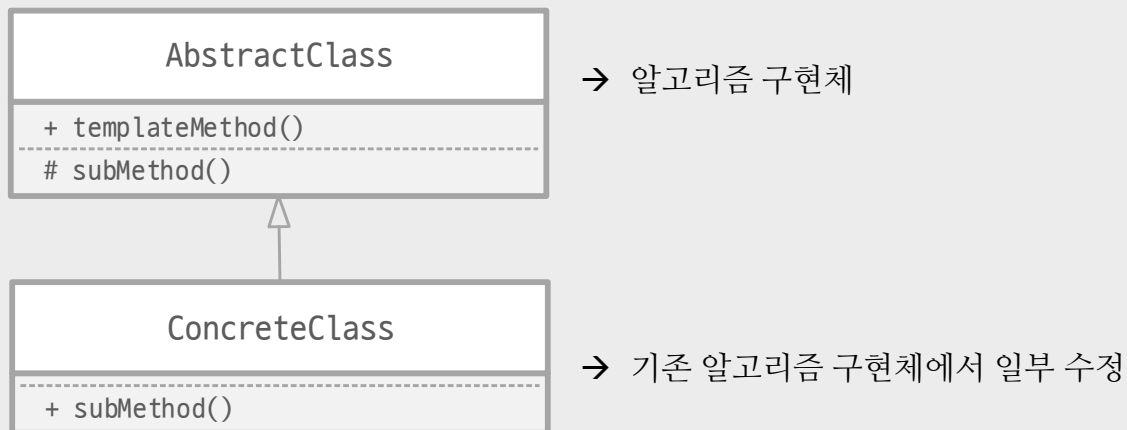 AbstractClass
→ 알고리즘 구현체
+ templateMethod()
# subMethod()
ConcreteClass
→ 기존 알고리즘 구현체에서 일부 수정
+ subMethod()